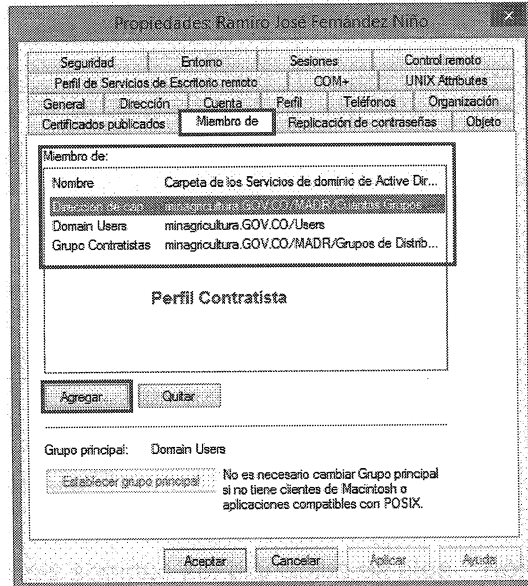 Propiedades: Ramiro José Fernández Niño
Seguridad Entorno Sesiones Control remoto
Perfil de Servicios de Escritorio remoto COM+ UNIX Attributes
General Dirección Cuenta Perfil Teléfonos Organización
Certificados publicados Miembro de Replicación de contraseñas Objeto
Miembro de:
Nombre Carpeta de los Servicios de dominio de Active Dir...
Dirección de cap... minagricultura.GOV.CO/MADR/Cuentas Grupos...
Domain Users minagricultura.GOV.CO/Users
Grupo Contratistas minagricultura.GOV.CO/MADR/Grupos de Distrib...
Perfil Contratista
Agregar... Quitar
Grupo principal: Domain Users
Establecer grupo principal
No es necesario cambiar Grupo principal
si no tiene clientes de Macintosh o
aplicaciones compatibles con POSIX.
Aceptar Cancelar Aplicar Ayuda